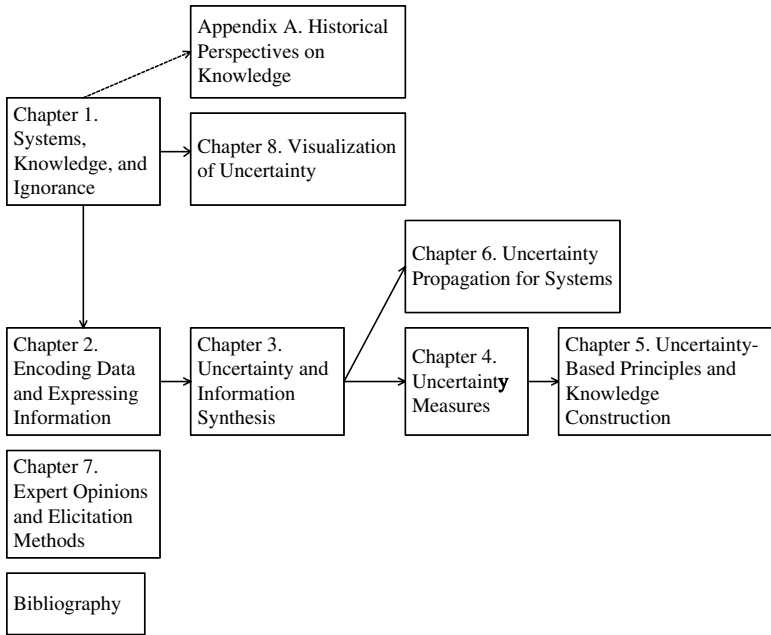 Appendix A. Historical
Perspectives on
Knowledge
Chapter 1.
Systems,
Knowledge, and
Ignorance
Chapter 8. Visualization
of Uncertainty
Chapter 6. Uncertainty
Propagation for Systems
Chapter 2.
Encoding Data
and Expressing
Information
Chapter 3.
Uncertainty and
Information
Synthesis
Chapter 4.
Uncertainty
Measures
Chapter 5. Uncertainty-
Based Principles and
Knowledge
Construction
Chapter 7.
Expert Opinions
and Elicitation
Methods
Bibliography